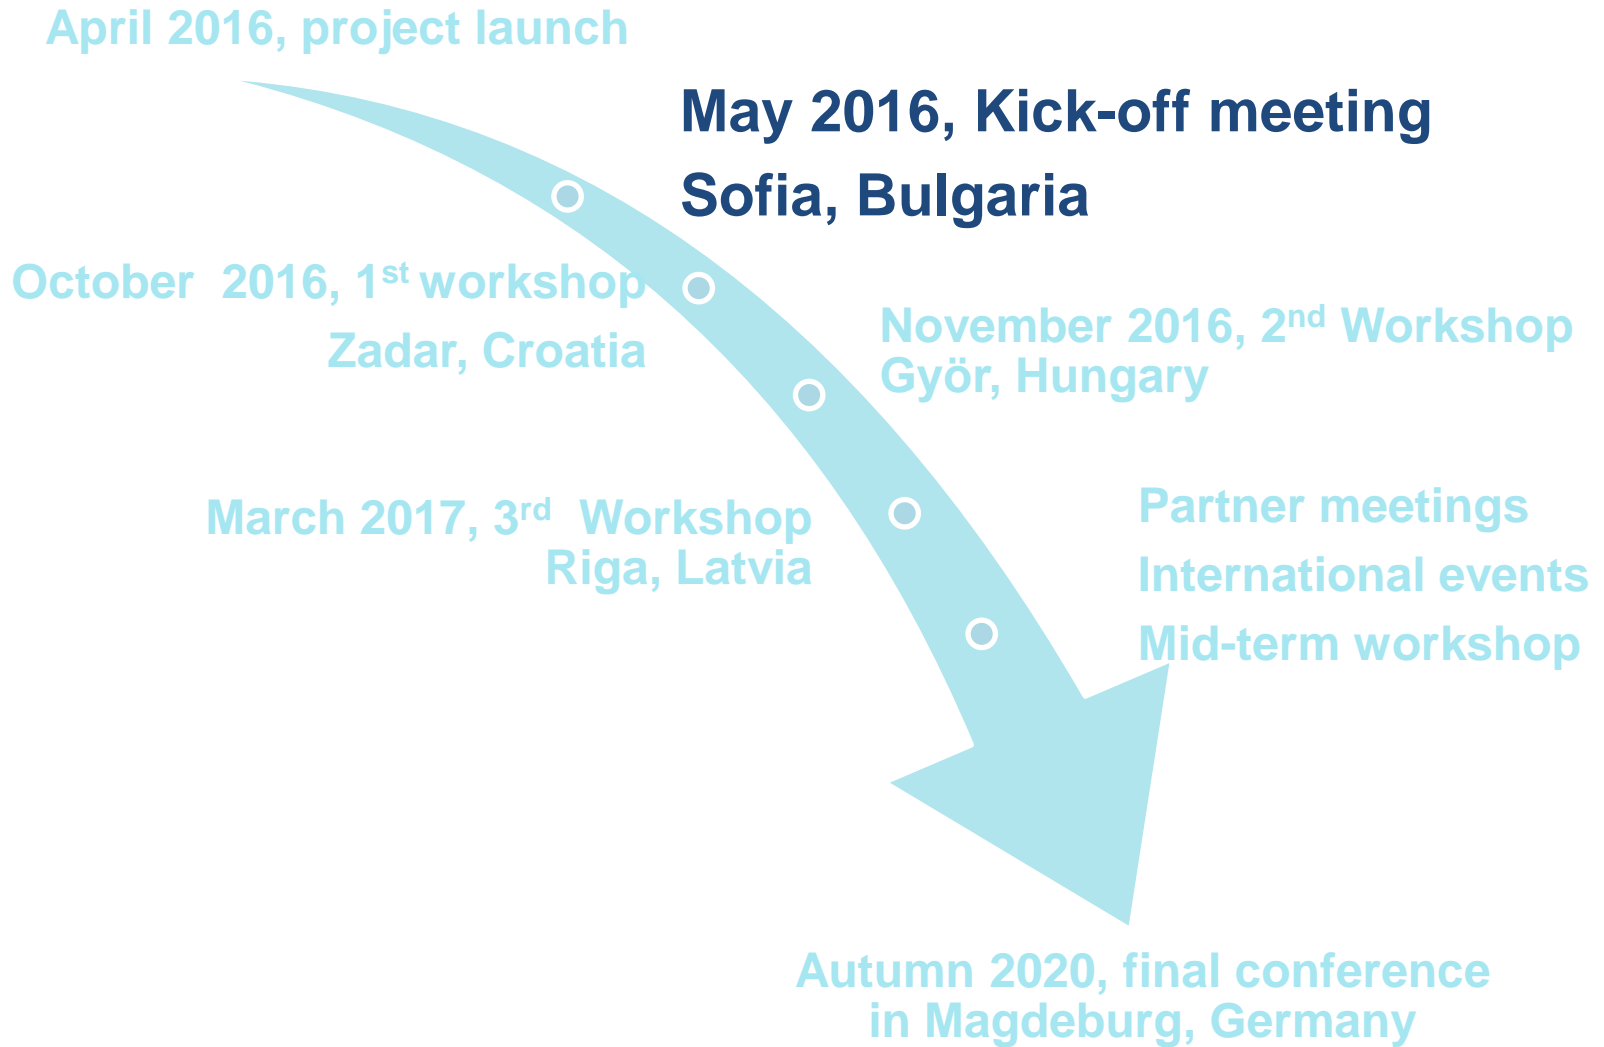 April 2016, project launch
May 2016, Kick-off meeting
Sofia, Bulgaria
October  2016, 1st workshop
Zadar, Croatia
November 2016, 2nd Workshop
Györ, Hungary
March 2017, 3rd  Workshop
Riga, Latvia
Partner meetings
International events
Mid-term workshop
Autumn 2020, final conference
in Magdeburg, Germany